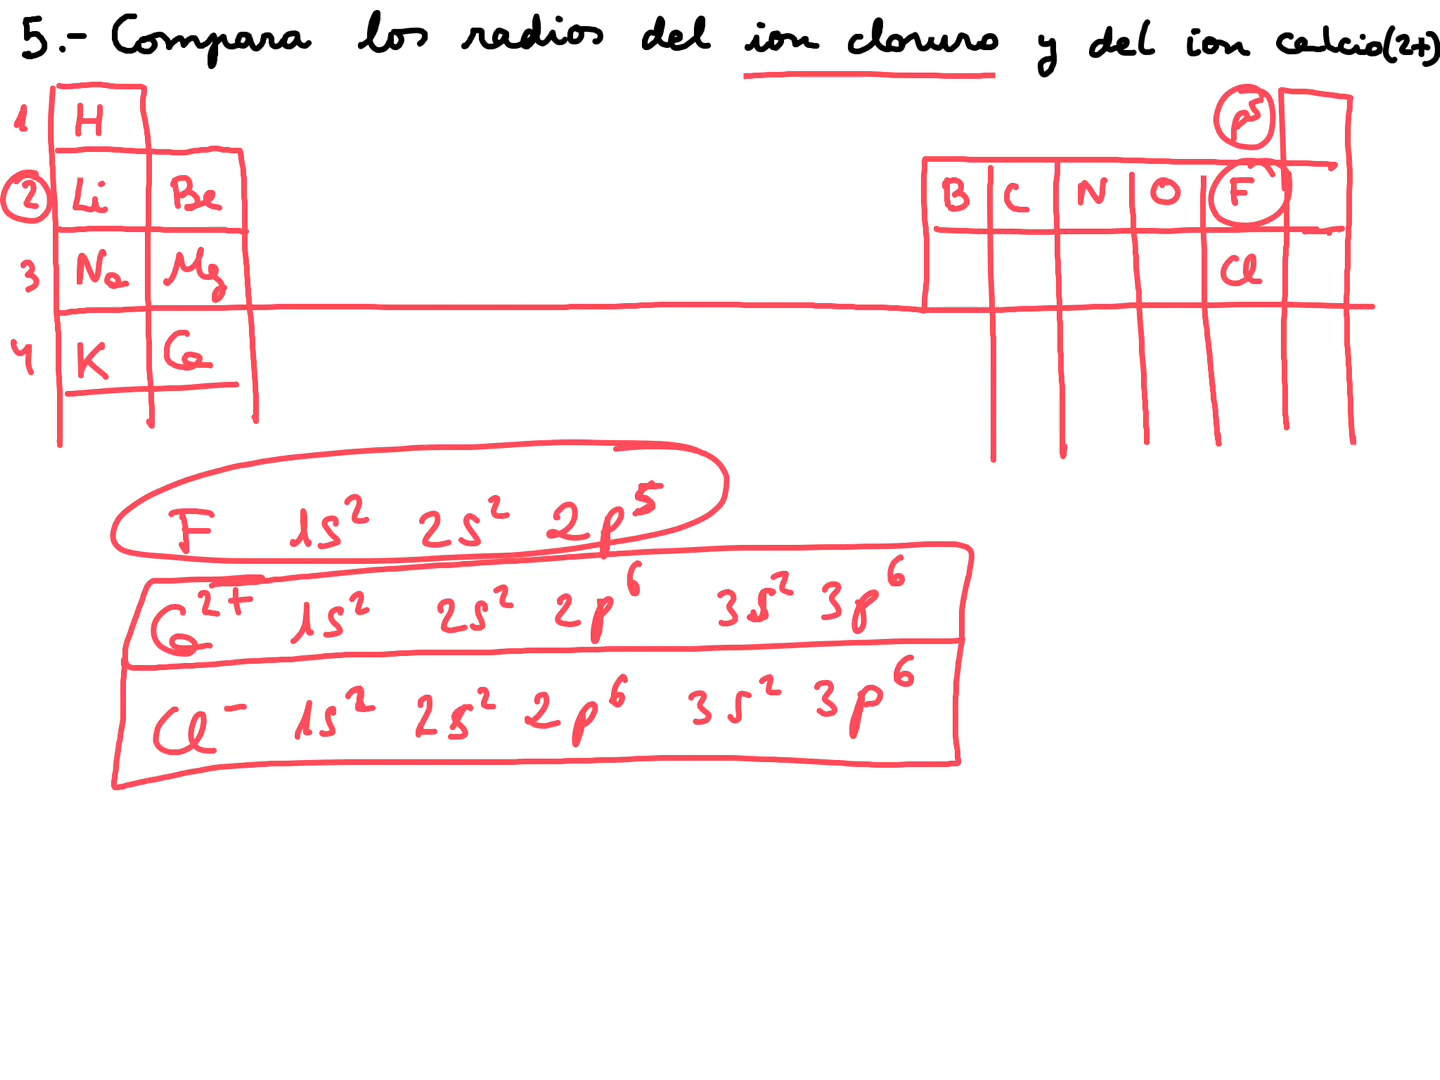 5.- Compara los radios del ion cloruro y del ion calcio(2+)
1 H p⁵
2 Li Be B C N O F
3 Na Mg Cl
4 K Ca
F 1s² 2s² 2p⁵
Ca²⁺ 1s² 2s² 2p⁶ 3s² 3p⁶
Cl⁻ 1s² 2s² 2p⁶ 3s² 3p⁶